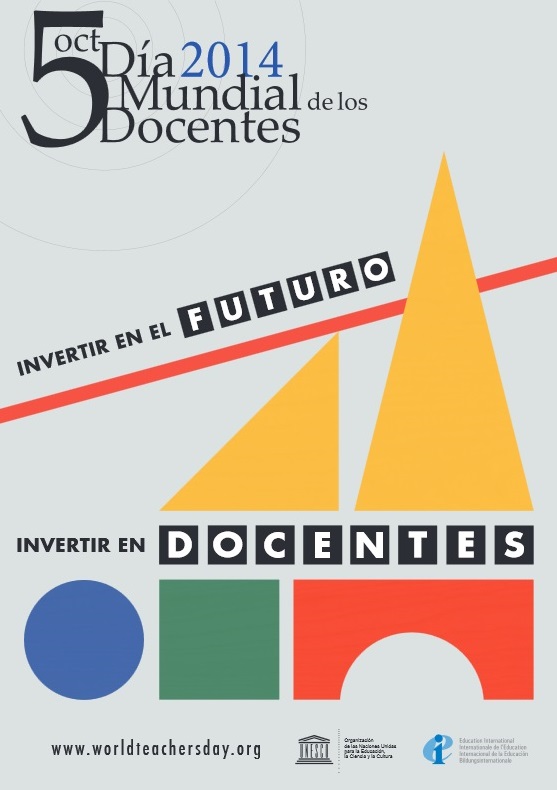 5 oct
Día 2014
Mundial de los
Docentes
INVERTIR EN EL FUTURO
INVERTIR EN DOCENTES
www.worldteachersday.org
UNESCO
Organización
de las Naciones Unidas
para la Educación,
la Ciencia y la Cultura
ei
Education International
Internationale de l'Education
Internacional de la Educación
Bildungsinternationale